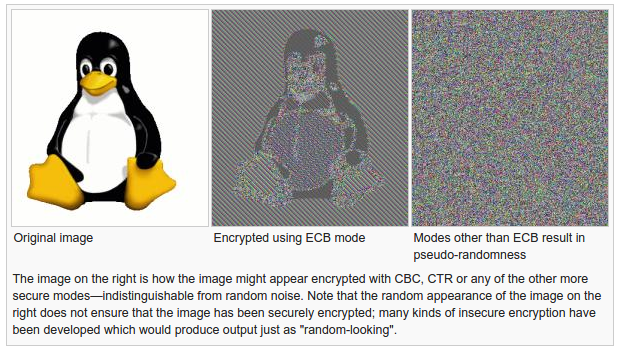 Original image
Encrypted using ECB mode
Modes other than ECB result in
pseudo-randomness
The image on the right is how the image might appear encrypted with CBC, CTR or any of the other more
secure modes—indistinguishable from random noise. Note that the random appearance of the image on the
right does not ensure that the image has been securely encrypted; many kinds of insecure encryption have
been developed which would produce output just as "random-looking".